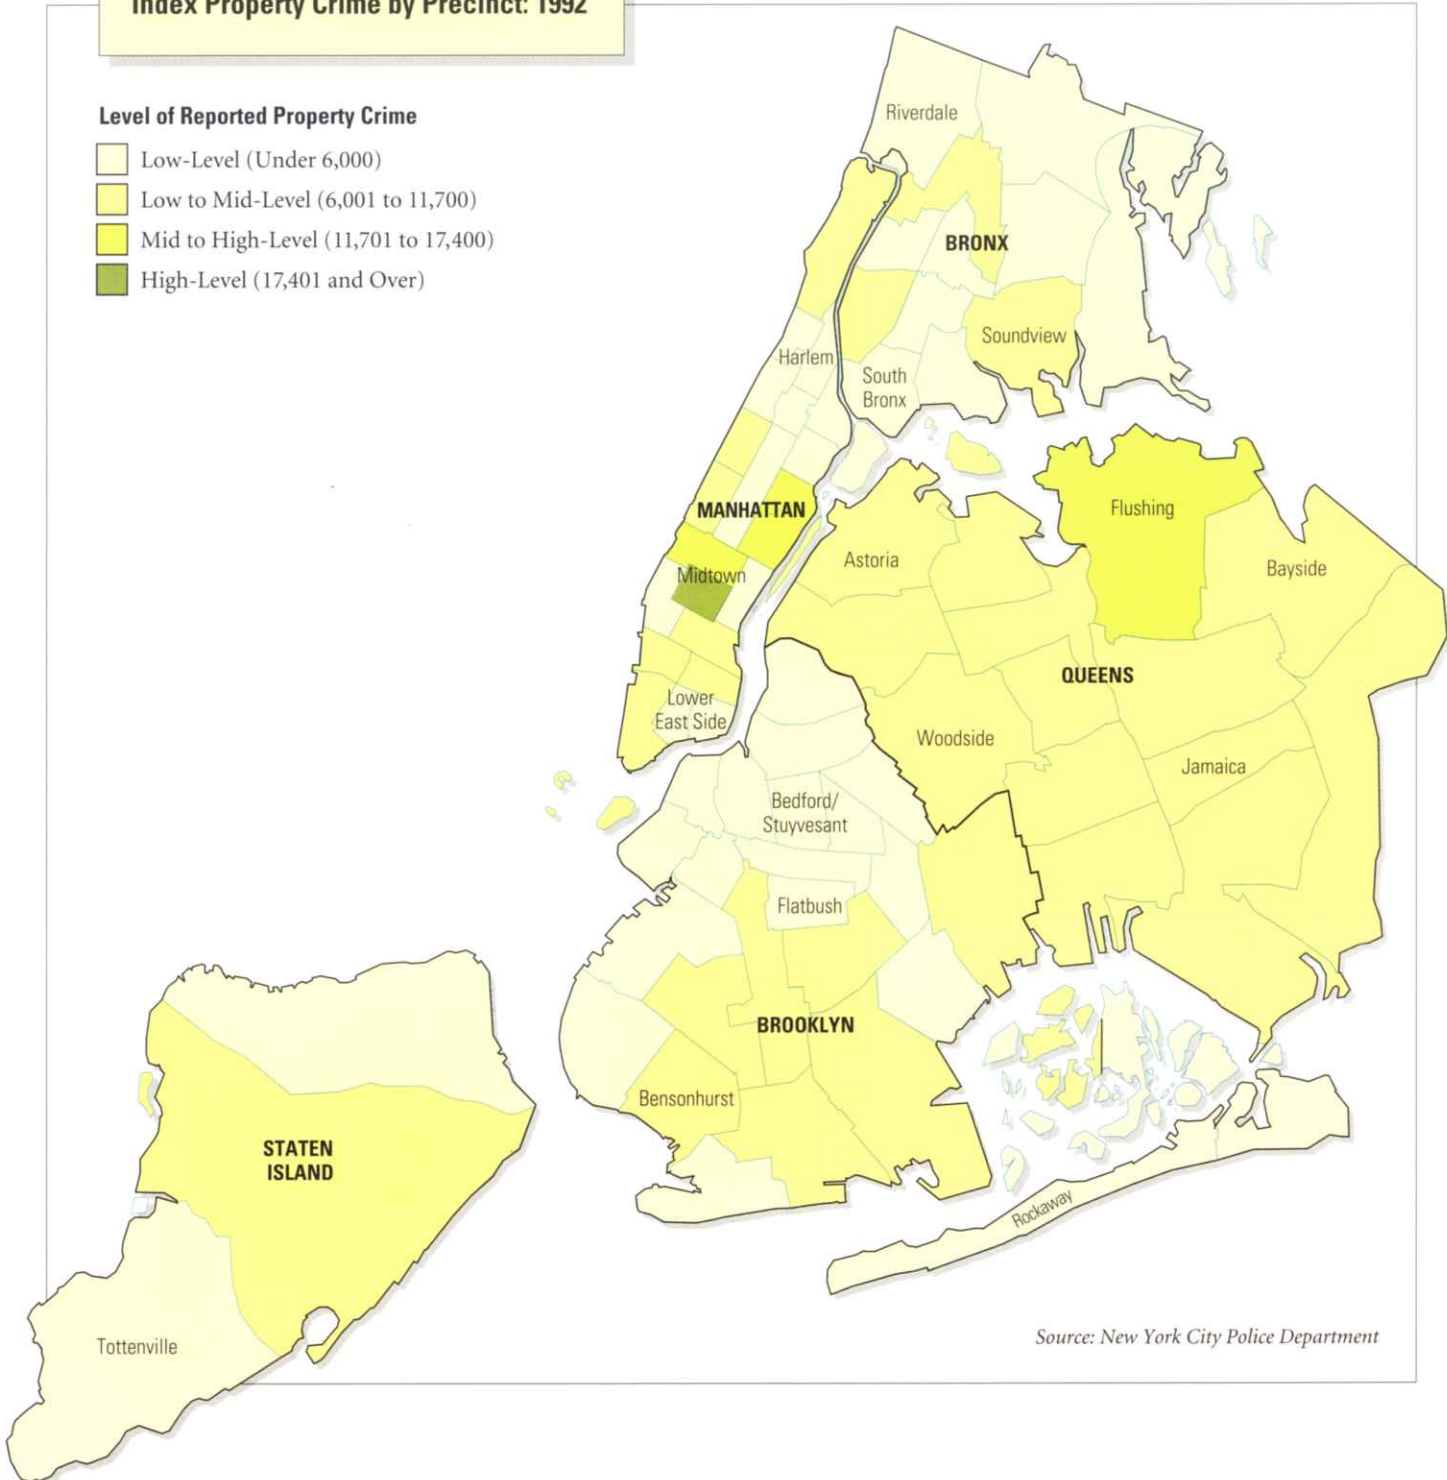 Index Property Crime by Precinct: 1992
Level of Reported Property Crime
Low-Level (Under 6,000)
Low to Mid-Level (6,001 to 11,700)
Mid to High-Level (11,701 to 17,400)
High-Level (17,401 and Over)
Riverdale
BRONX
Soundview
Harlem
South
Bronx
MANHATTAN
Flushing
Midtown
Astoria
Bayside
QUEENS
Lower
East Side
Woodside
Jamaica
Bedford/
Stuyvesant
Flatbush
BROOKLYN
Bensonhurst
STATEN
ISLAND
Rockaway
Tottenville
Source: New York City Police Department